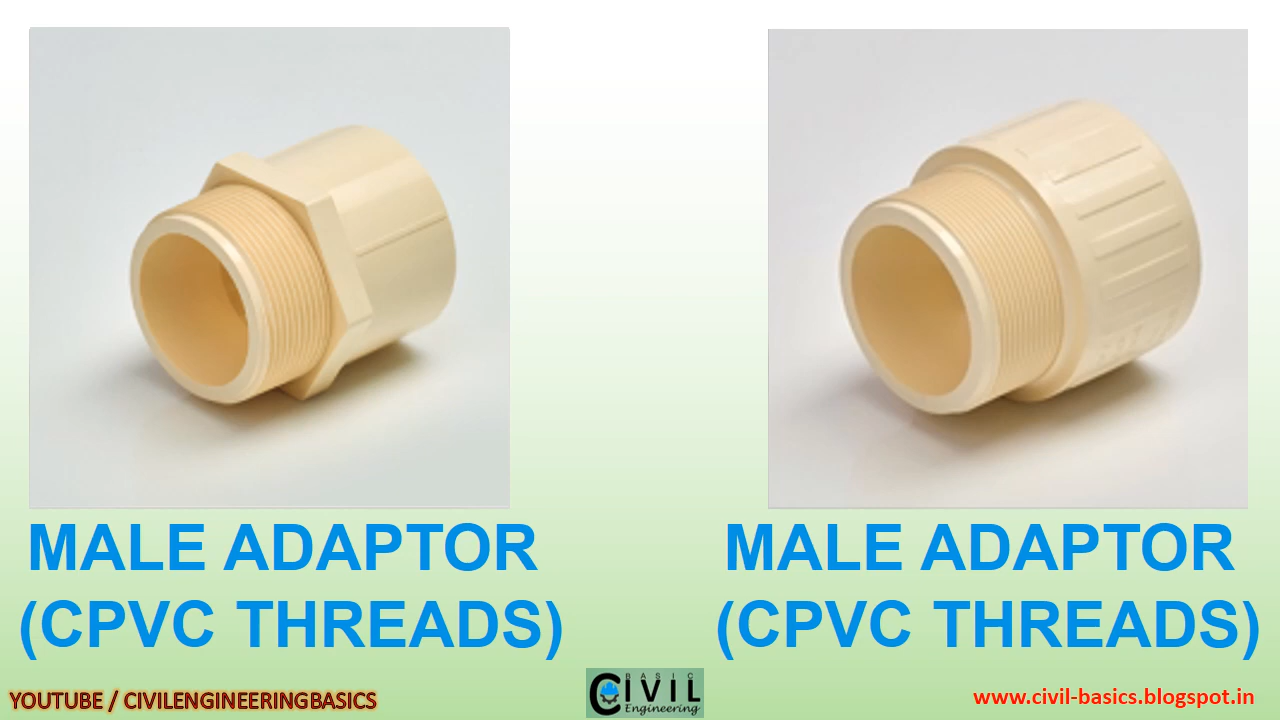 MALE ADAPTOR
(CPVC THREADS)
MALE ADAPTOR
(CPVC THREADS)
YOUTUBE / CIVILENGINEERINGBASICS
BASIC
CIVIL
Engineering
www.civil-basics.blogspot.in